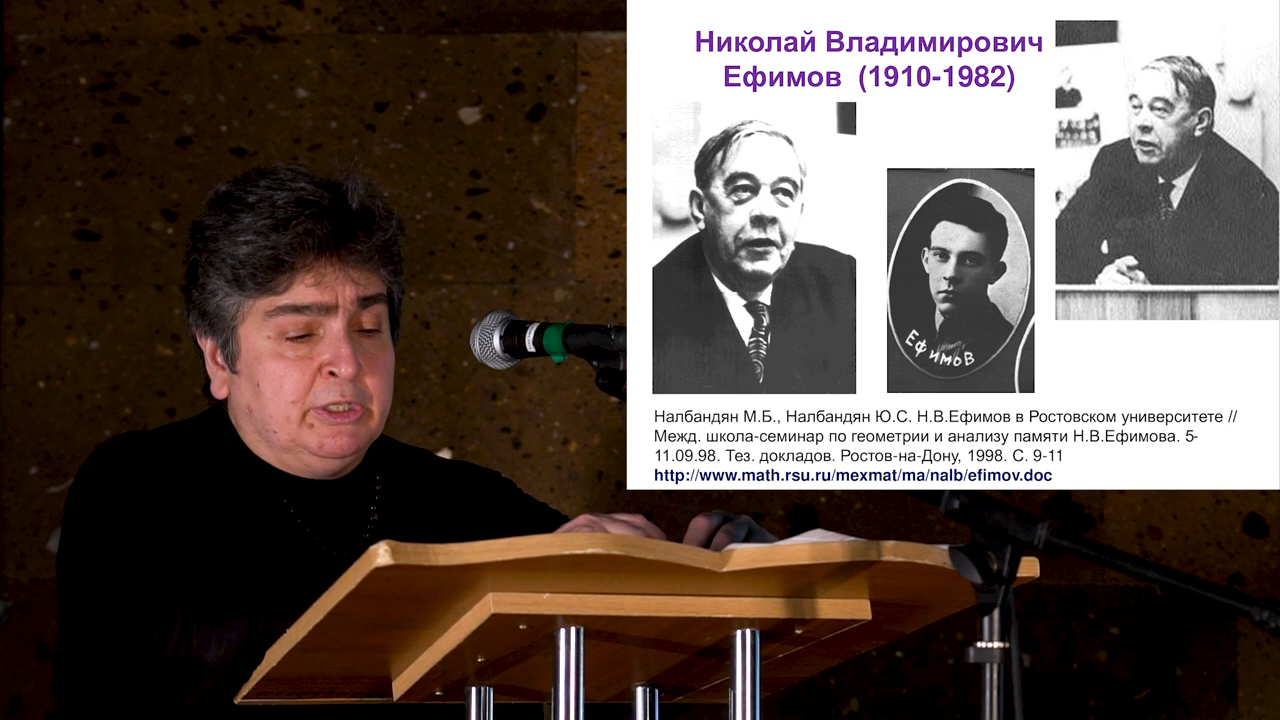 Николай Владимирович
Ефимов (1910-1982)
Ефимов
Налбандян М.Б., Налбандян Ю.С. Н.В.Ефимов в Ростовском университете //
Межд. школа-семинар по геометрии и анализу памяти Н.В.Ефимова. 5-
11.09.98. Тез. докладов. Ростов-на-Дону, 1998. С. 9-11
http://www.math.rsu.ru/mexmat/ma/nalb/efimov.doc